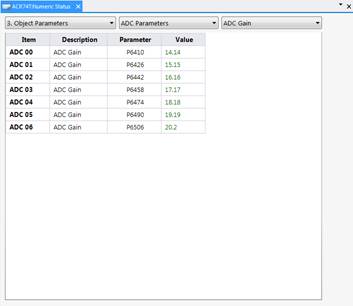 ACR74T\Numeric Status
3. Object Parameters ADC Parameters ADC Gain
Item Description Parameter Value
ADC 00 ADC Gain P6410 14.14
ADC 01 ADC Gain P6426 15.15
ADC 02 ADC Gain P6442 16.16
ADC 03 ADC Gain P6458 17.17
ADC 04 ADC Gain P6474 18.18
ADC 05 ADC Gain P6490 19.19
ADC 06 ADC Gain P6506 20.2